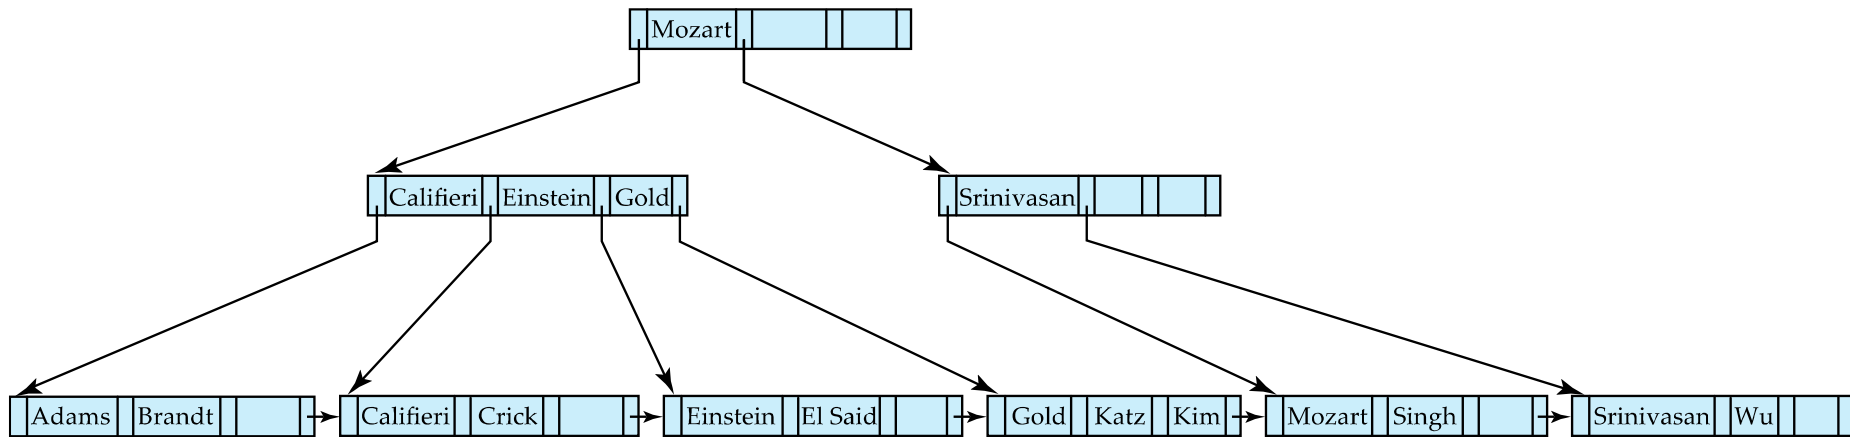 Mozart
Califieri Einstein Gold Srinivasan
Adams Brandt Califieri Crick Einstein El Said Gold Katz Kim Mozart Singh Srinivasan Wu